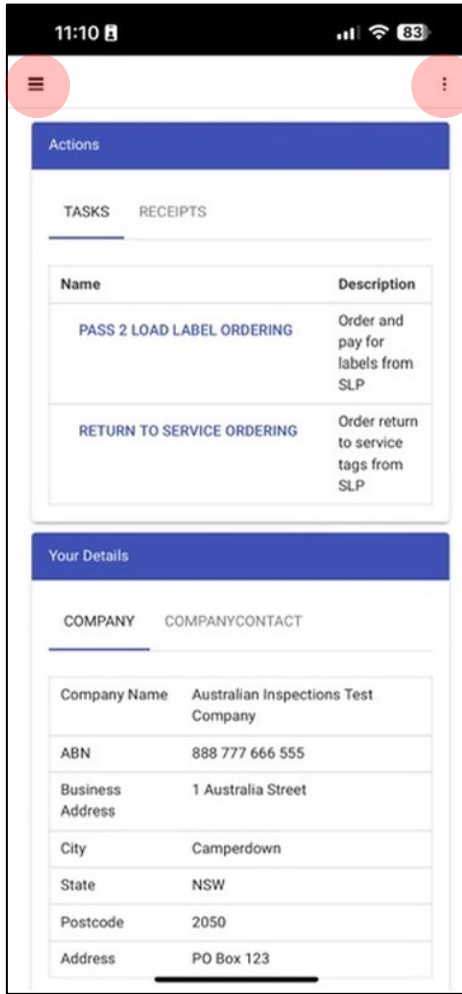 11:10 83
Actions
TASKS RECEIPTS
Name Description
PASS 2 LOAD LABEL ORDERING Order and
pay for
labels from
SLP
RETURN TO SERVICE ORDERING Order return
to service
tags from
SLP
Your Details
COMPANY COMPANYCONTACT
Company Name Australian Inspections Test
Company
ABN 888 777 666 555
Business
Address 1 Australia Street
City Camperdown
State NSW
Postcode 2050
Address PO Box 123